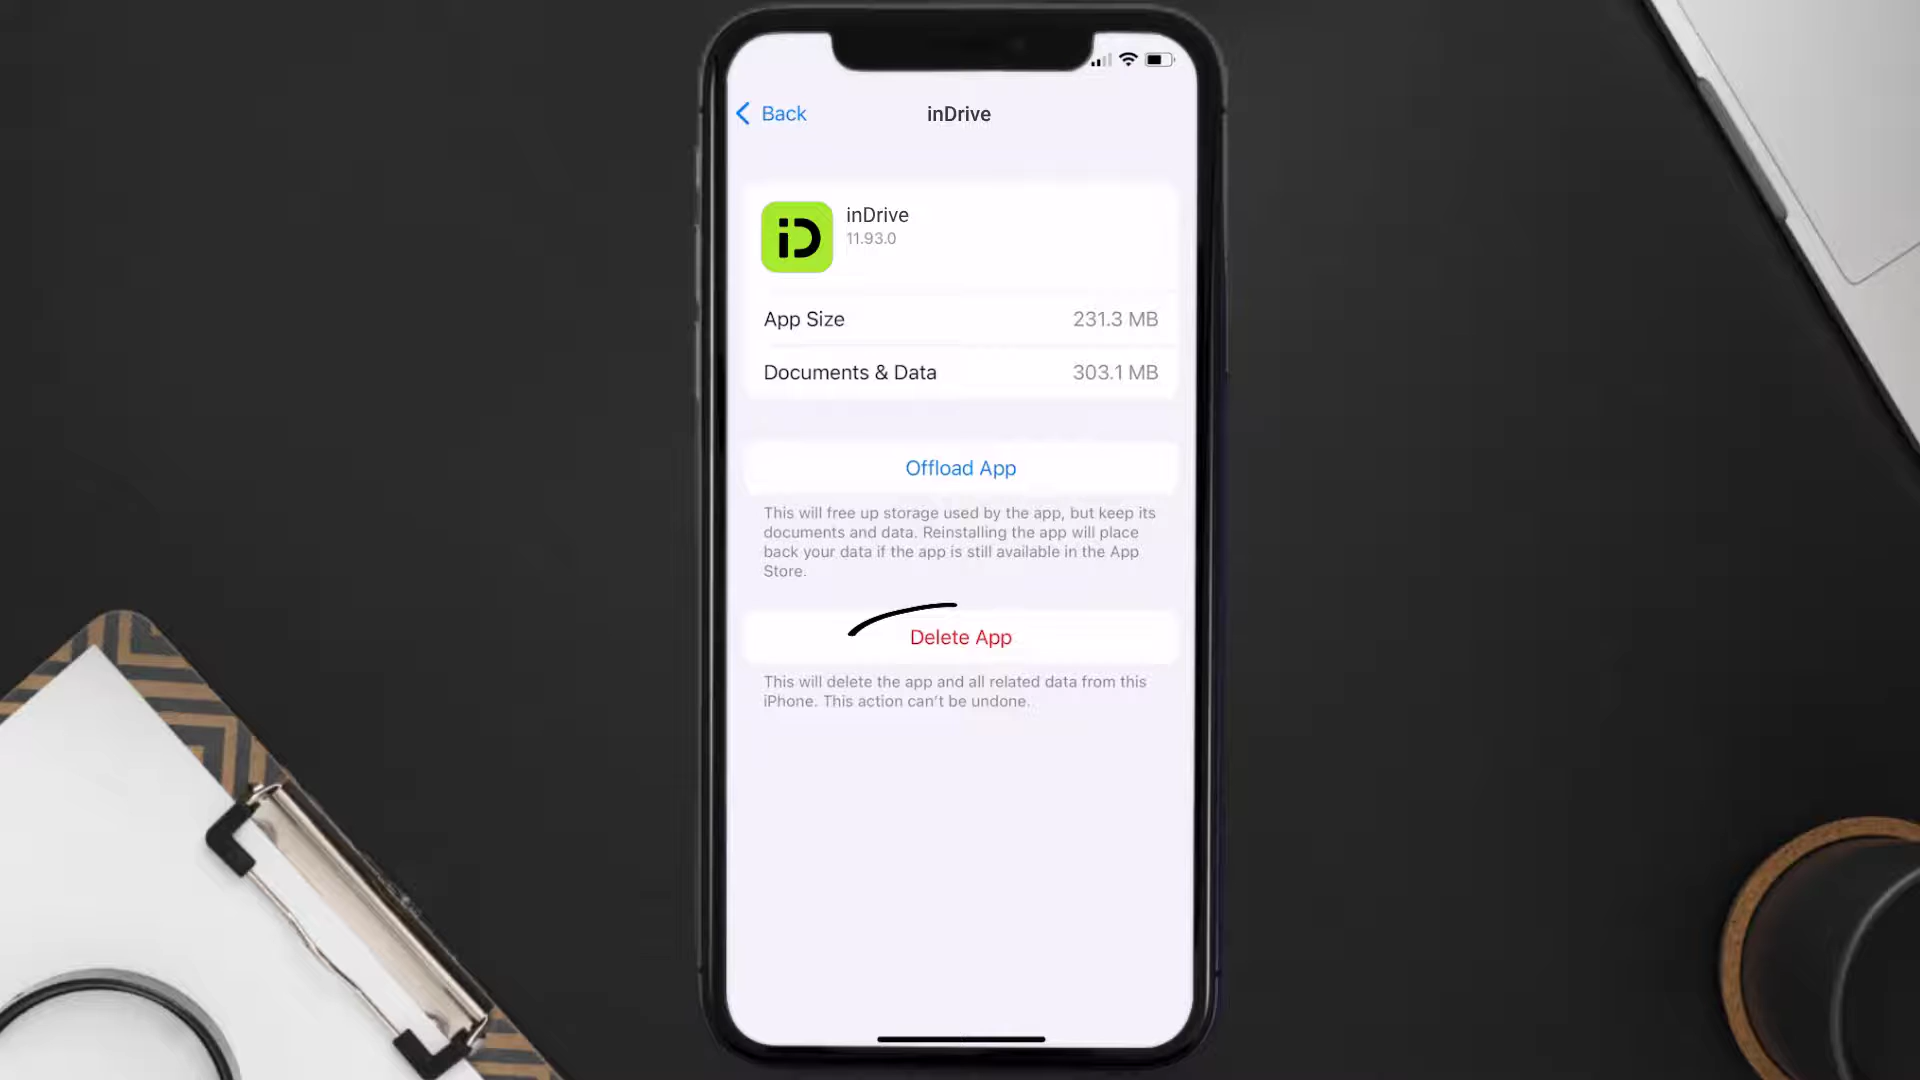 Back
inDrive
iD
inDrive
11.93.0
App Size
231.3 MB
Documents & Data
303.1 MB
Offload App
This will free up storage used by the app, but keep its
documents and data. Reinstalling the app will place
back your data if the app is still available in the App
Store.
Delete App
This will delete the app and all related data from this
iPhone. This action can't be undone.